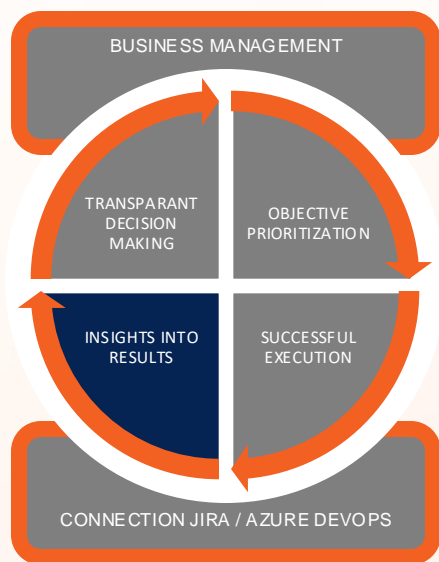 BUSINESS MANAGEMENT
TRANSPARANT
DECISION
MAKING
OBJECTIVE
PRIORITIZATION
INSIGHTS INTO
RESULTS
SUCCESSFUL
EXECUTION
CONNECTION JIRA / AZURE DEVOPS